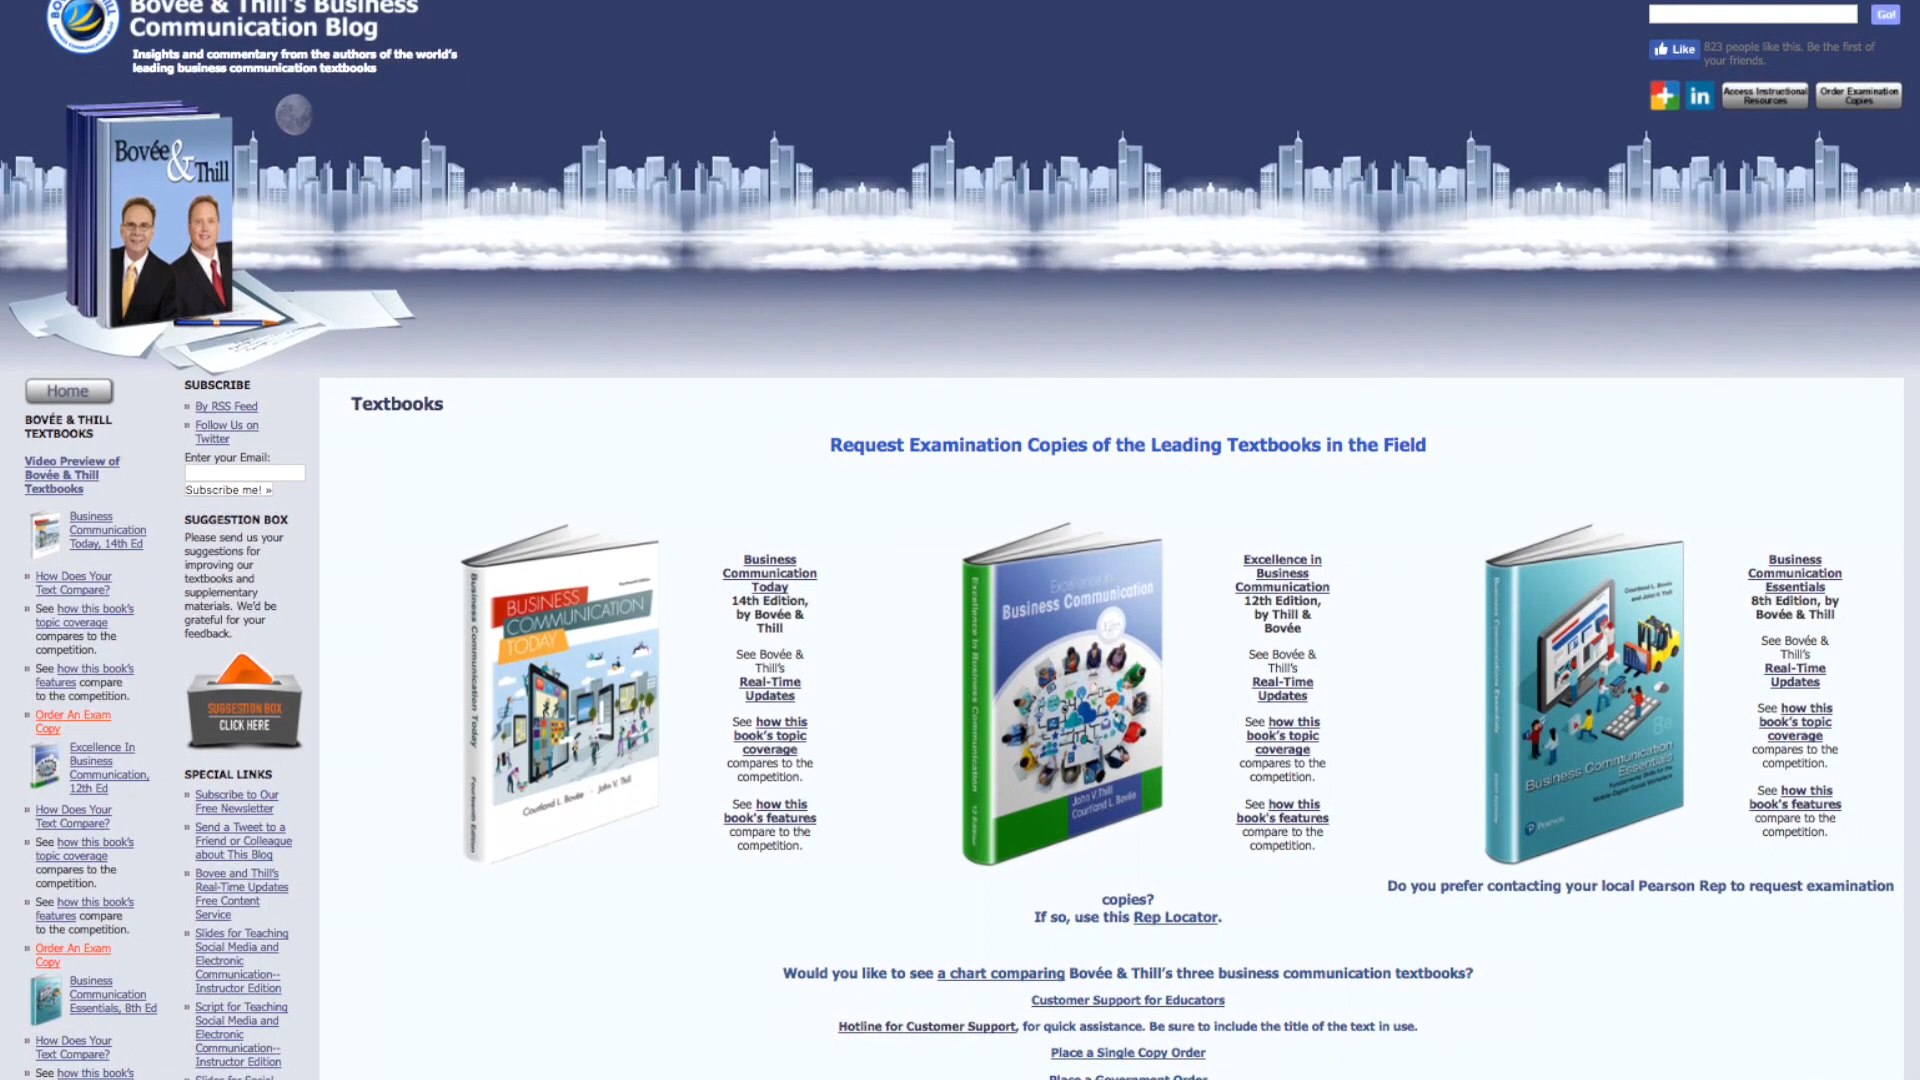 Bovée & Thill's Business
Communication Blog
Insights and commentary from the authors of the world's
leading business communication textbooks
Go!
Like
823 people like this. Be the first of
your friends.
in
Access Instructional
Resources
Order Examination
Copies
Bovée
& Thill
Home
BOVÉE & THILL
TEXTBOOKS
Video Preview of
Bovée & Thill
Textbooks
Business
Communication
Today, 14th Ed
» How Does Your
Text Compare?
» See how this book's
topic coverage
compares to the
competition.
» See how this book's
features compare
to the competition.
» Order An Exam
Copy
Excellence In
Business
Communication,
12th Ed
» How Does Your
Text Compare?
» See how this book's
topic coverage
compares to the
competition.
» See how this book's
features compare
to the competition.
» Order An Exam
Copy
Business
Communication
Essentials, 8th Ed
» How Does Your
Text Compare?
» See how this book's
SUBSCRIBE
» By RSS Feed
» Follow Us on
Twitter
Enter your Email:
Subscribe me! »
SUGGESTION BOX
Please send us your
suggestions for
improving our
textbooks and
supplementary
materials. We'd be
grateful for your
feedback.
SUGGESTION BOX
CLICK HERE
SPECIAL LINKS
» Subscribe to Our
Free Newsletter
» Send a Tweet to a
Friend or Colleague
about This Blog
» Bovee and Thill's
Real-Time Updates
Free Content
Service
» Slides for Teaching
Social Media and
Electronic
Communication--
Instructor Edition
» Script for Teaching
Social Media and
Electronic
Communication--
Instructor Edition
» Slides for Social
Textbooks
Request Examination Copies of the Leading Textbooks in the Field
Business Communication Today
Fourteenth Edition
BUSINESS
COMMUNICATION
TODAY
Courtland L. Bovée · John V. Thill
Business
Communication
Today
14th Edition,
by Bovée &
Thill
See Bovée &
Thill's
Real-Time
Updates
See how this
book's topic
coverage
compares to the
competition.
See how this
book's features
compare to the
competition.
Excellence in Business Communication
Excellence in
Business Communication
John V. Thill
Courtland L. Bovée
Excellence in
Business
Communication
12th Edition,
by Thill &
Bovée
See Bovée &
Thill's
Real-Time
Updates
See how this
book's topic
coverage
compares to the
competition.
See how this
book's features
compare to the
competition.
Business Communication Essentials
Courtland L. Bovée
and John V. Thill
8e
Business Communication
Essentials
Pearson
Business
Communication
Essentials
8th Edition, by
Bovée & Thill
See Bovée &
Thill's
Real-Time
Updates
See how this
book's topic
coverage
compares to the
competition.
See how this
book's features
compare to the
competition.
Do you prefer contacting your local Pearson Rep to request examination
copies?
If so, use this Rep Locator.
Would you like to see a chart comparing Bovée & Thill's three business communication textbooks?
Customer Support for Educators
Hotline for Customer Support, for quick assistance. Be sure to include the title of the text in use.
Place a Single Copy Order
Place a Government Order